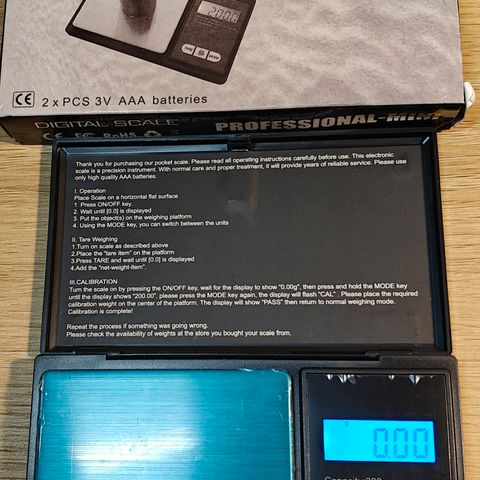 200.0
TARE
MODE
CE 2 x PCS 3V AAA batteries
DIGITAL SCALE PROFESSIONAL-MINI
CE FC RoHS
Thank you for purchasing our pocket scale. Please read all operating instructions carefully before use. This electronic
scale is a precision instrument. With normal care and proper treatment, it will provide years of reliable service. Please use
only high quality AAA batteries.
I. Operation
Place Scale on a horizontal flat surface
1. Press ON/OFF key.
2. Wait until [0.0] is displayed
3. Put the object(s) on the weighing platform
4. Using the MODE key, you can switch between the units
II. Tare Weighing
1.Turn on scale as described above
2.Place the "tare item" on the platform
3.Press TARE and wait until [0.0] is displayed
4.Add the "net-weight-item".
III.CALIBRATION
Turn the scale on by pressing the ON/OFF key, wait for the display to show "0.00g", then press and hold the MODE key
until the display shows "200.00", please press the MODE key again, the display will flash "CAL" . Please place the required
calibration weight on the center of the platform. The display will show "PASS" then return to normal weighing mode.
Calibration is complete!
Repeat the process if something was going wrong.
Please check the availability of weights at the store you bought your scale from.
0.00